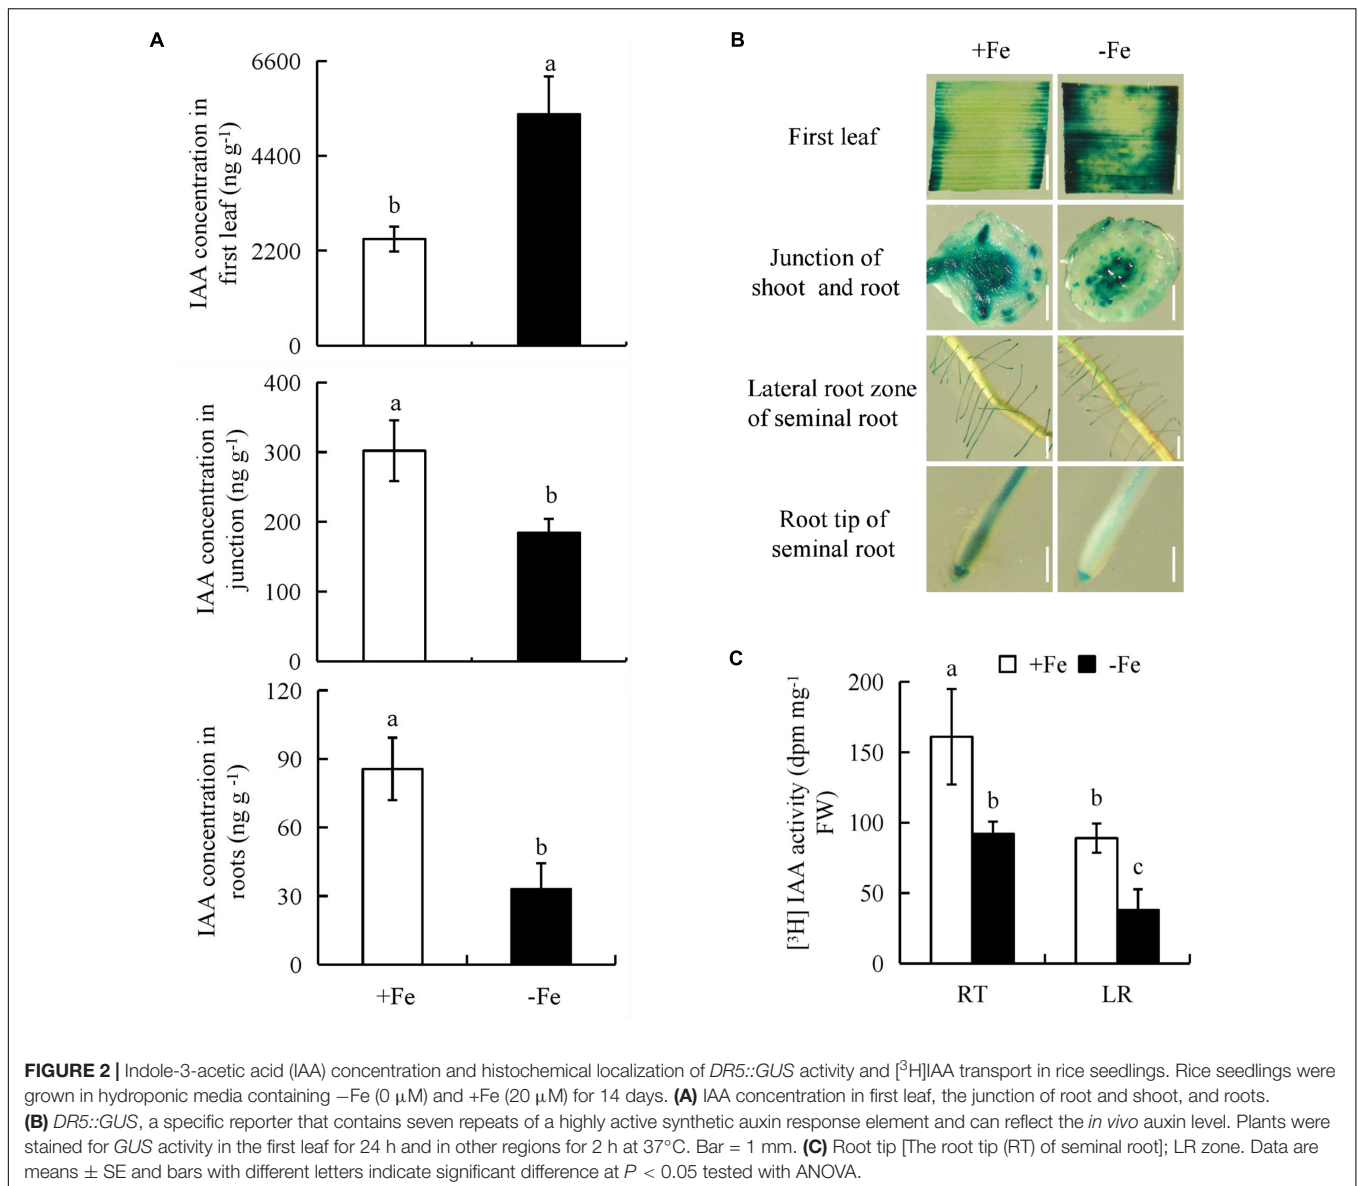 A
6600
4400
2200
0
IAA concentration in
first leaf (ng g-1)
b
a
400
300
200
100
0
IAA concentration in
junction (ng g-1)
a
b
120
90
60
30
0
IAA concentration in
roots (ng g -1)
a
b
+Fe
-Fe
B
+Fe
-Fe
First leaf
Junction of
shoot and root
Lateral root zone
of seminal root
Root tip of
seminal root
C
+Fe
-Fe
200
150
100
50
0
[3H] IAA activity (dpm mg-1
FW)
a
b
b
c
RT
LR
FIGURE 2 | Indole-3-acetic acid (IAA) concentration and histochemical localization of DR5::GUS activity and [3H]IAA transport in rice seedlings. Rice seedlings were
grown in hydroponic media containing −Fe (0 μM) and +Fe (20 μM) for 14 days. (A) IAA concentration in first leaf, the junction of root and shoot, and roots.
(B) DR5::GUS, a specific reporter that contains seven repeats of a highly active synthetic auxin response element and can reflect the in vivo auxin level. Plants were
stained for GUS activity in the first leaf for 24 h and in other regions for 2 h at 37°C. Bar = 1 mm. (C) Root tip [The root tip (RT) of seminal root]; LR zone. Data are
means ± SE and bars with different letters indicate significant difference at P < 0.05 tested with ANOVA.